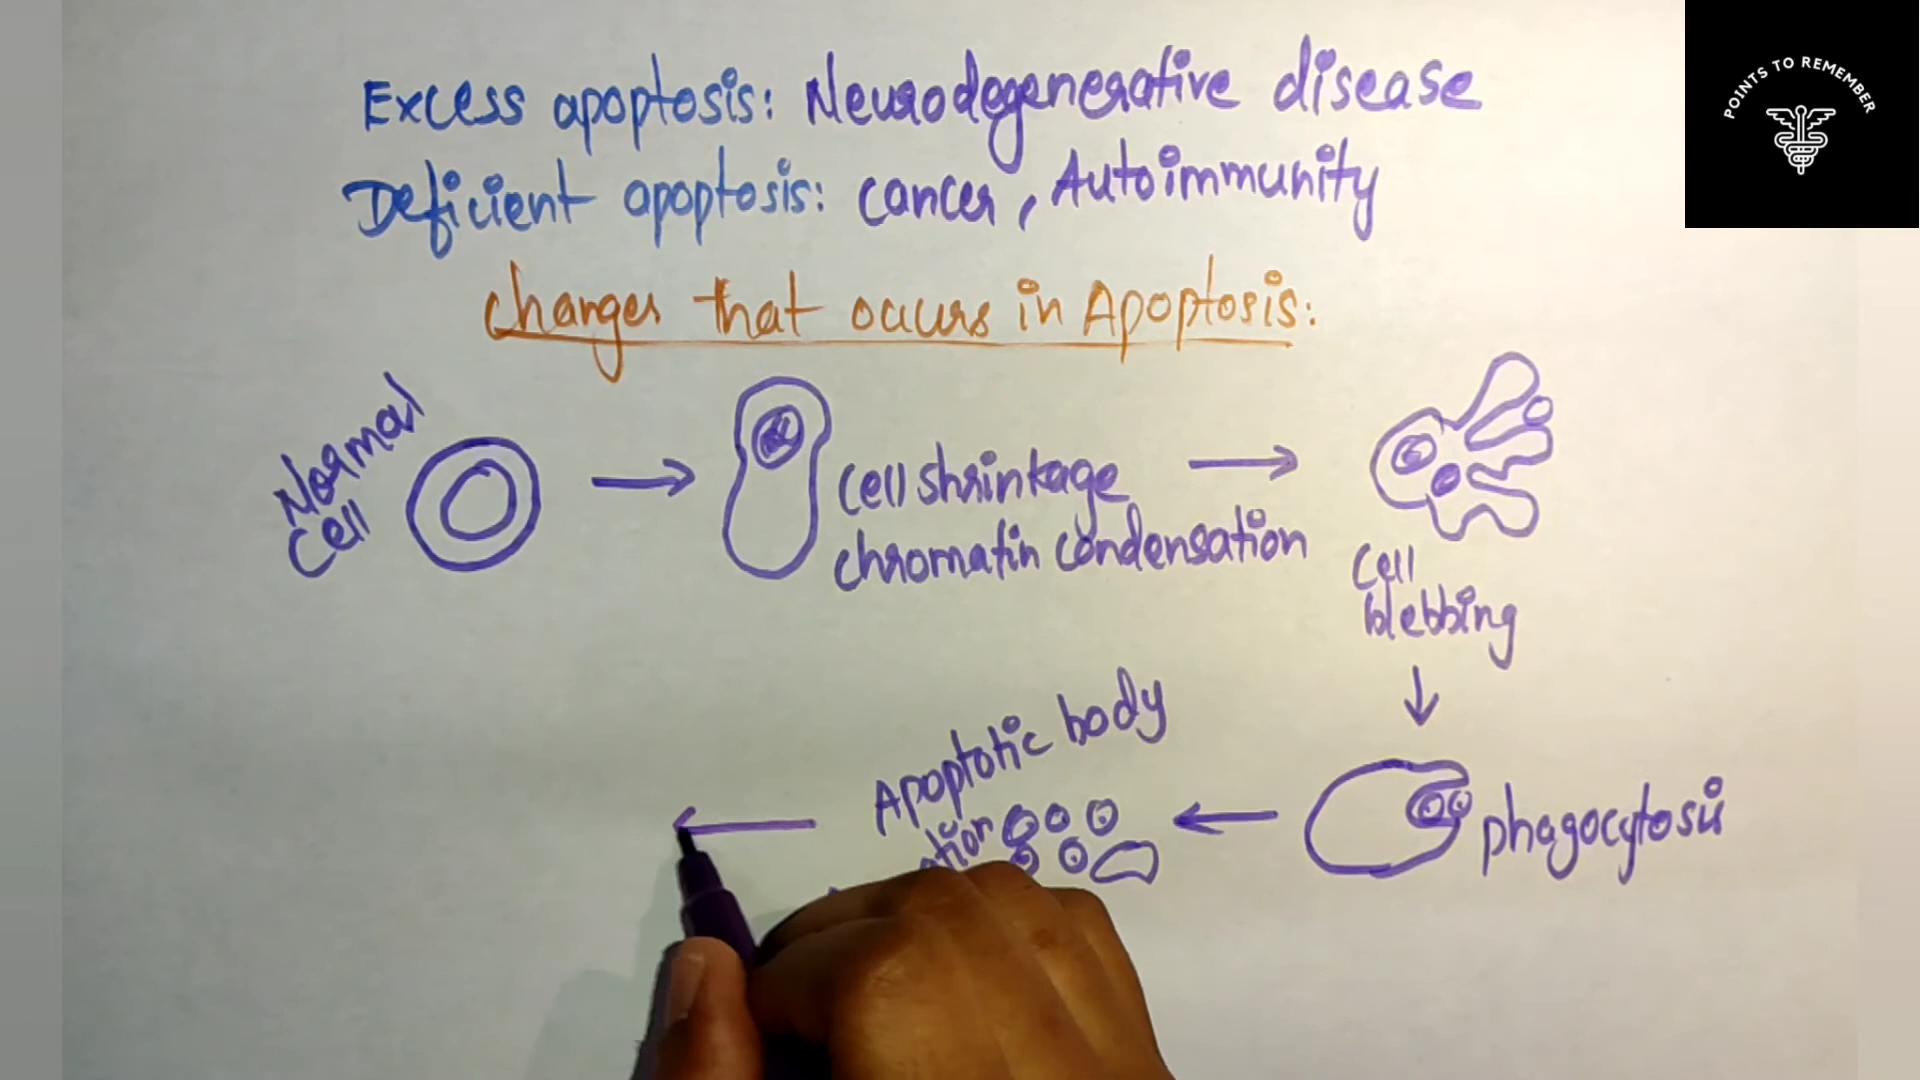 POINTS TO REMEMBER
Excess apoptosis: Neurodegenerative disease
Deficient apoptosis: cancer, Autoimmunity
changes that occurs in Apoptosis:
Normal
cell
cell shrinkage
chromatin condensation
cell
blebbing
phagocytosis
Apoptotic body